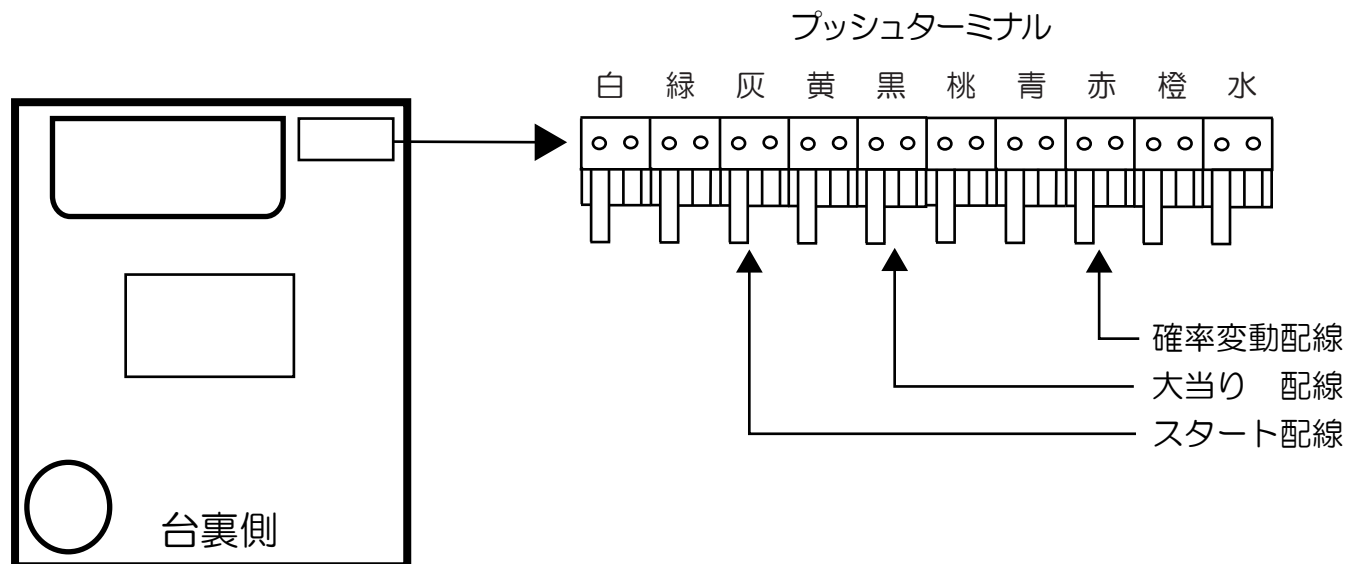 プッシュターミナル
白 緑 灰 黄 黒 桃 青 赤 橙 水
確率変動配線
大当り　配線
スタート配線
台裏側